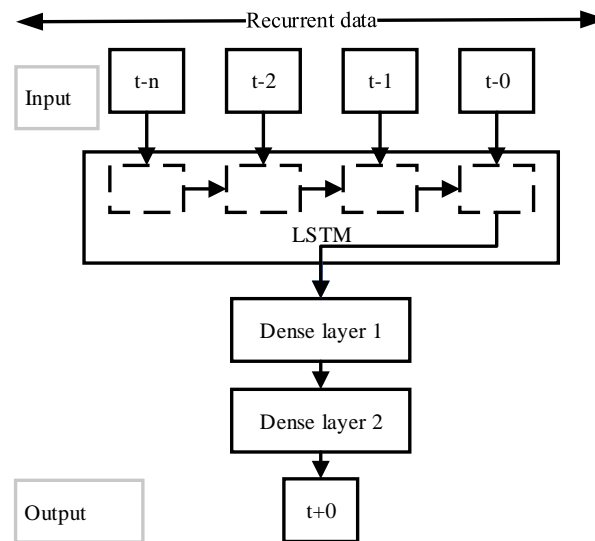 Recurrent data
Input
t-n
t-2
t-1
t-0
LSTM
Dense layer 1
Dense layer 2
Output
t+0